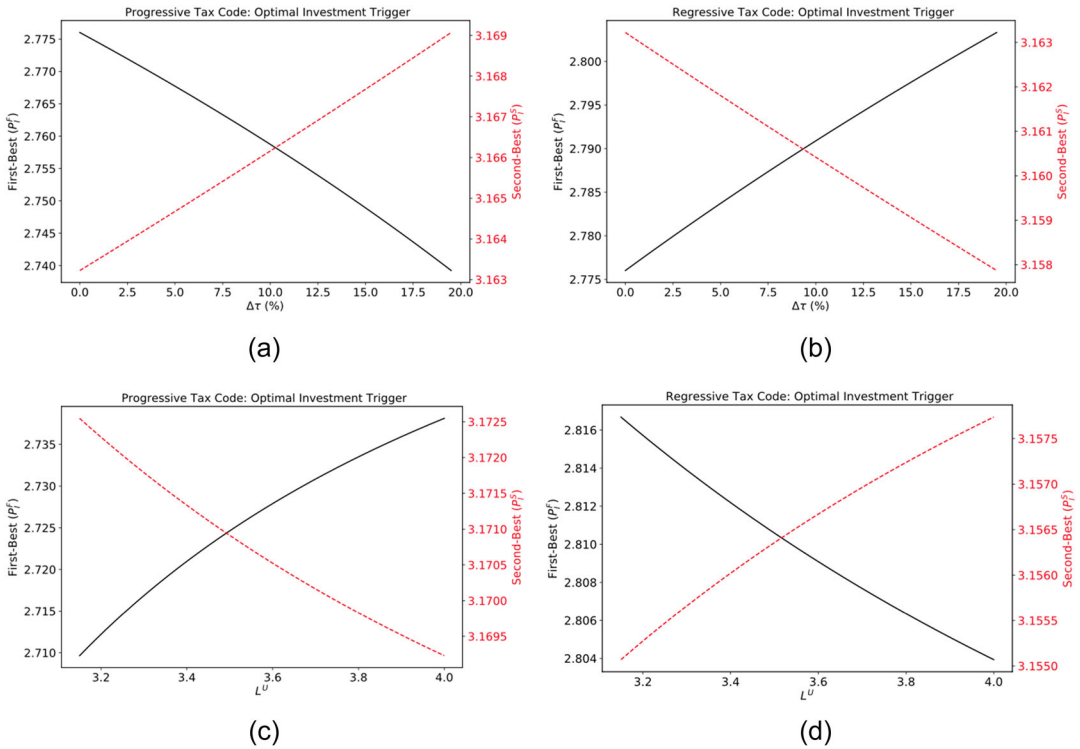 Progressive Tax Code: Optimal Investment Trigger
First-Best (P_I^F)
2.775
2.770
2.765
2.760
2.755
2.750
2.745
2.740
3.169
3.168
3.167
3.166
3.165
3.164
3.163
Second-Best (P_I^S)
0.0 2.5 5.0 7.5 10.0 12.5 15.0 17.5 20.0
Δτ (%)
(a)
Regressive Tax Code: Optimal Investment Trigger
First-Best (P_I^F)
2.800
2.795
2.790
2.785
2.780
2.775
3.163
3.162
3.161
3.160
3.159
3.158
Second-Best (P_I^S)
0.0 2.5 5.0 7.5 10.0 12.5 15.0 17.5 20.0
Δτ (%)
(b)
Progressive Tax Code: Optimal Investment Trigger
First-Best (P_I^F)
2.735
2.730
2.725
2.720
2.715
2.710
3.1725
3.1720
3.1715
3.1710
3.1705
3.1700
3.1695
Second-Best (P_I^S)
3.2 3.4 3.6 3.8 4.0
L^U
(c)
Regressive Tax Code: Optimal Investment Trigger
First-Best (P_I^F)
2.816
2.814
2.812
2.810
2.808
2.806
2.804
3.1575
3.1570
3.1565
3.1560
3.1555
3.1550
Second-Best (P_I^S)
3.2 3.4 3.6 3.8 4.0
L^U
(d)